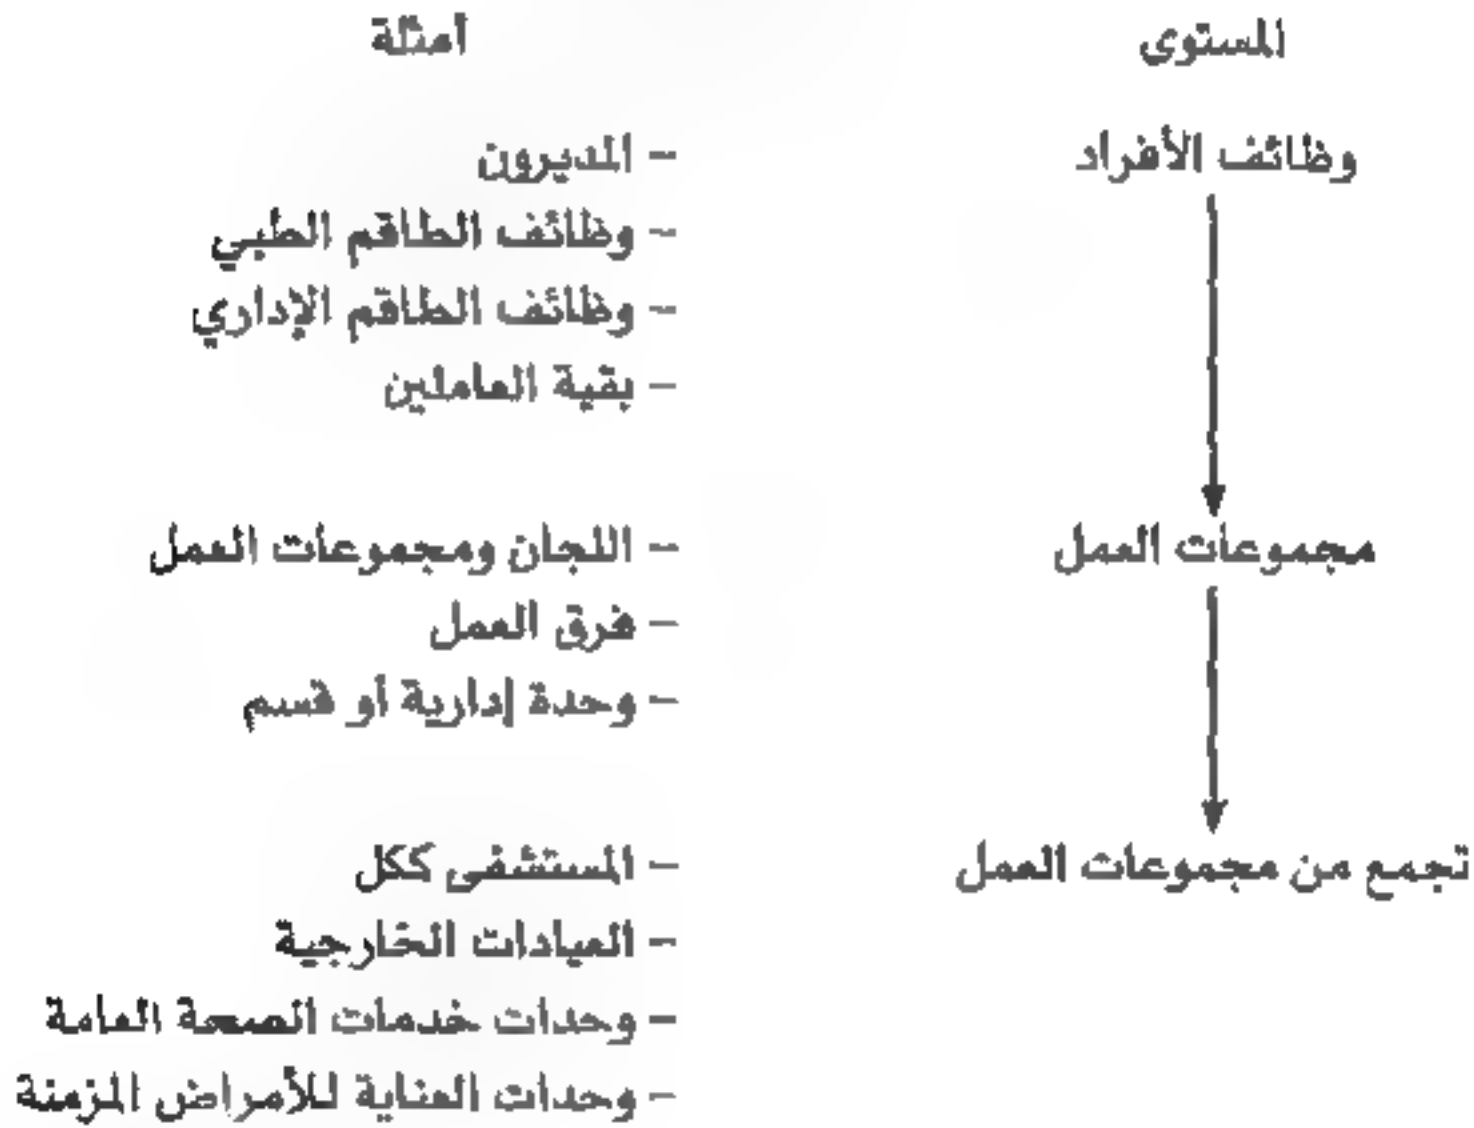 المستوى
أمثلة
وظائف الأفراد
- المديرون
- وظائف الطاقم الطبي
- وظائف الطاقم الإداري
- بقية العاملين
مجموعات العمل
- اللجان ومجموعات العمل
- فرق العمل
- وحدة إدارية أو قسم
تجمع من مجموعات العمل
- المستشفى ككل
- العيادات الخارجية
- وحدات خدمات الصحة العامة
- وحدات العناية للأمراض المزمنة